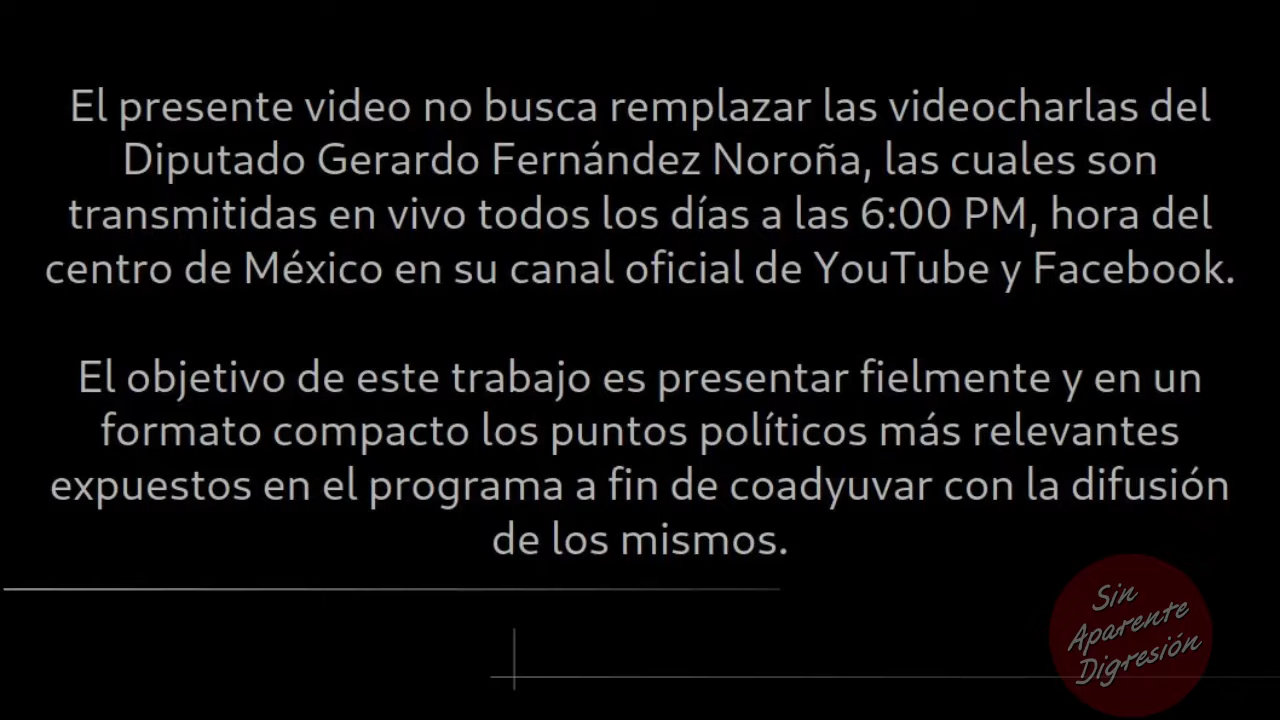 El presente video no busca remplazar las videocharlas del
Diputado Gerardo Fernández Noroña, las cuales son
transmitidas en vivo todos los días a las 6:00 PM, hora del
centro de México en su canal oficial de YouTube y Facebook.
El objetivo de este trabajo es presentar fielmente y en un
formato compacto los puntos políticos más relevantes
expuestos en el programa a fin de coadyuvar con la difusión
de los mismos.
Sin
Aparente
Digresión